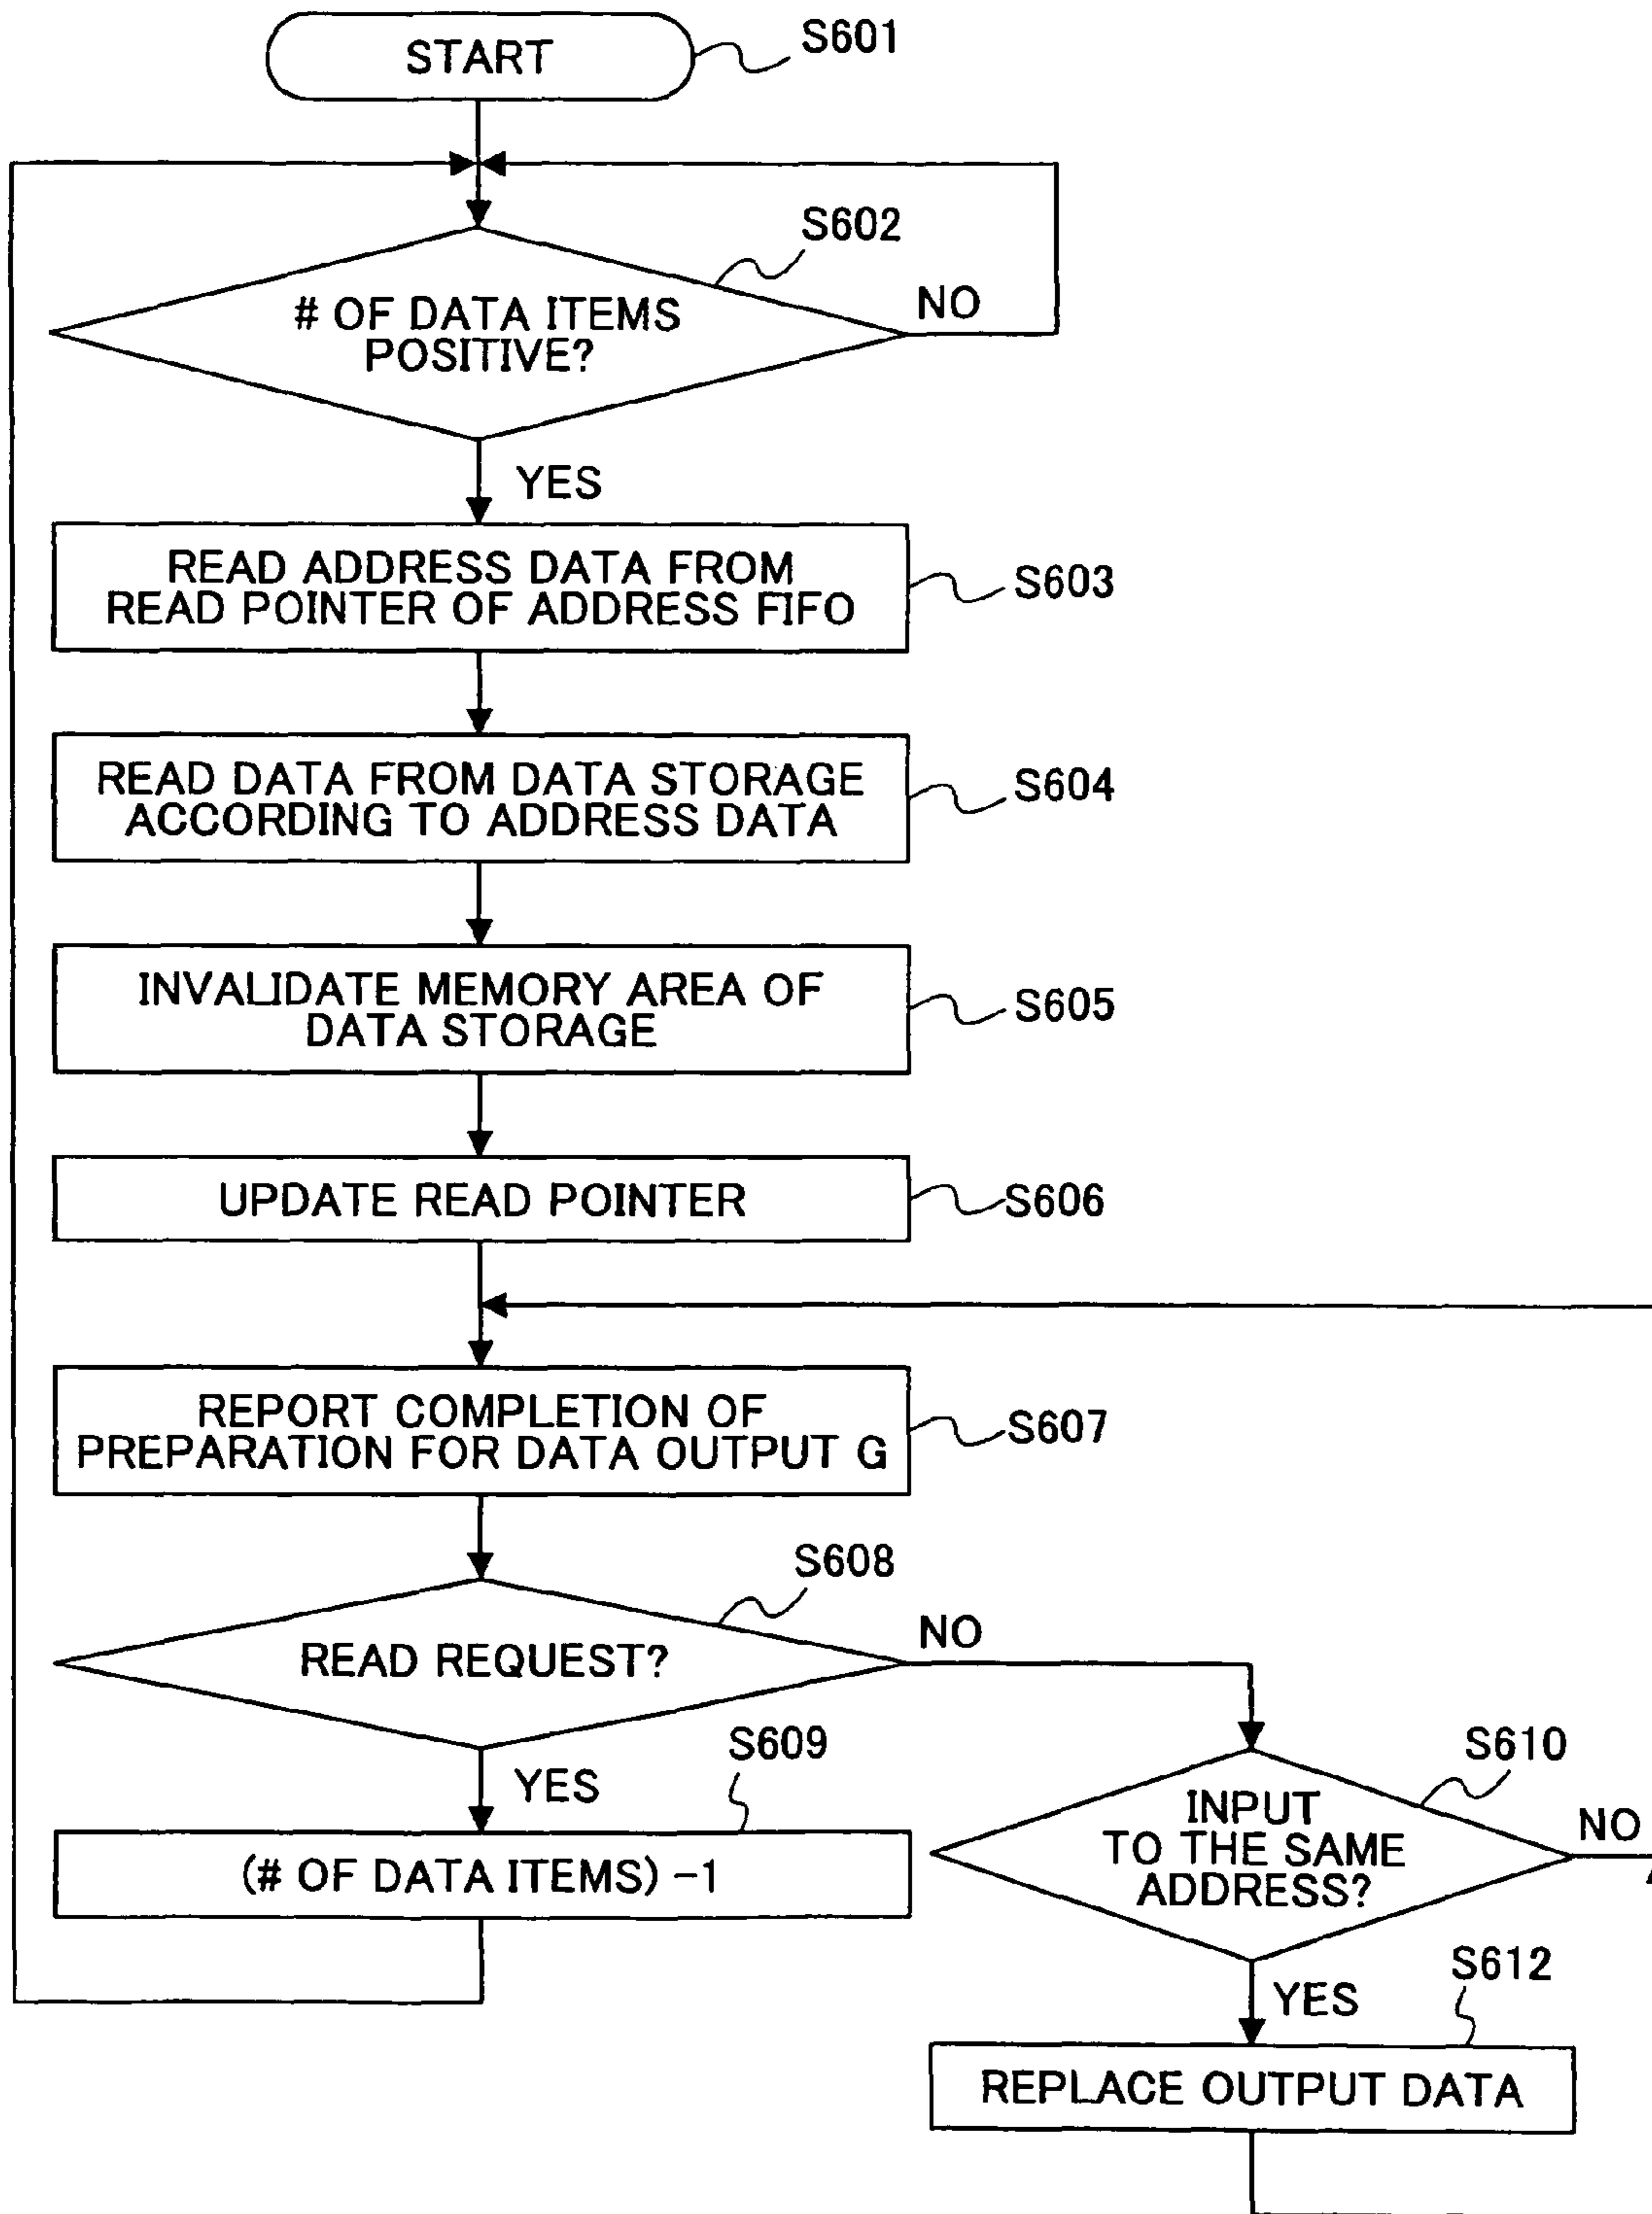 START
S601
S602
# OF DATA ITEMS
POSITIVE?
NO
YES
READ ADDRESS DATA FROM
READ POINTER OF ADDRESS FIFO
S603
READ DATA FROM DATA STORAGE
ACCORDING TO ADDRESS DATA
S604
INVALIDATE MEMORY AREA OF
DATA STORAGE
S605
UPDATE READ POINTER
S606
REPORT COMPLETION OF
PREPARATION FOR DATA OUTPUT G
S607
S608
READ REQUEST?
NO
YES
S609
(# OF DATA ITEMS) -1
S610
INPUT
TO THE SAME
ADDRESS?
NO
YES
S612
REPLACE OUTPUT DATA